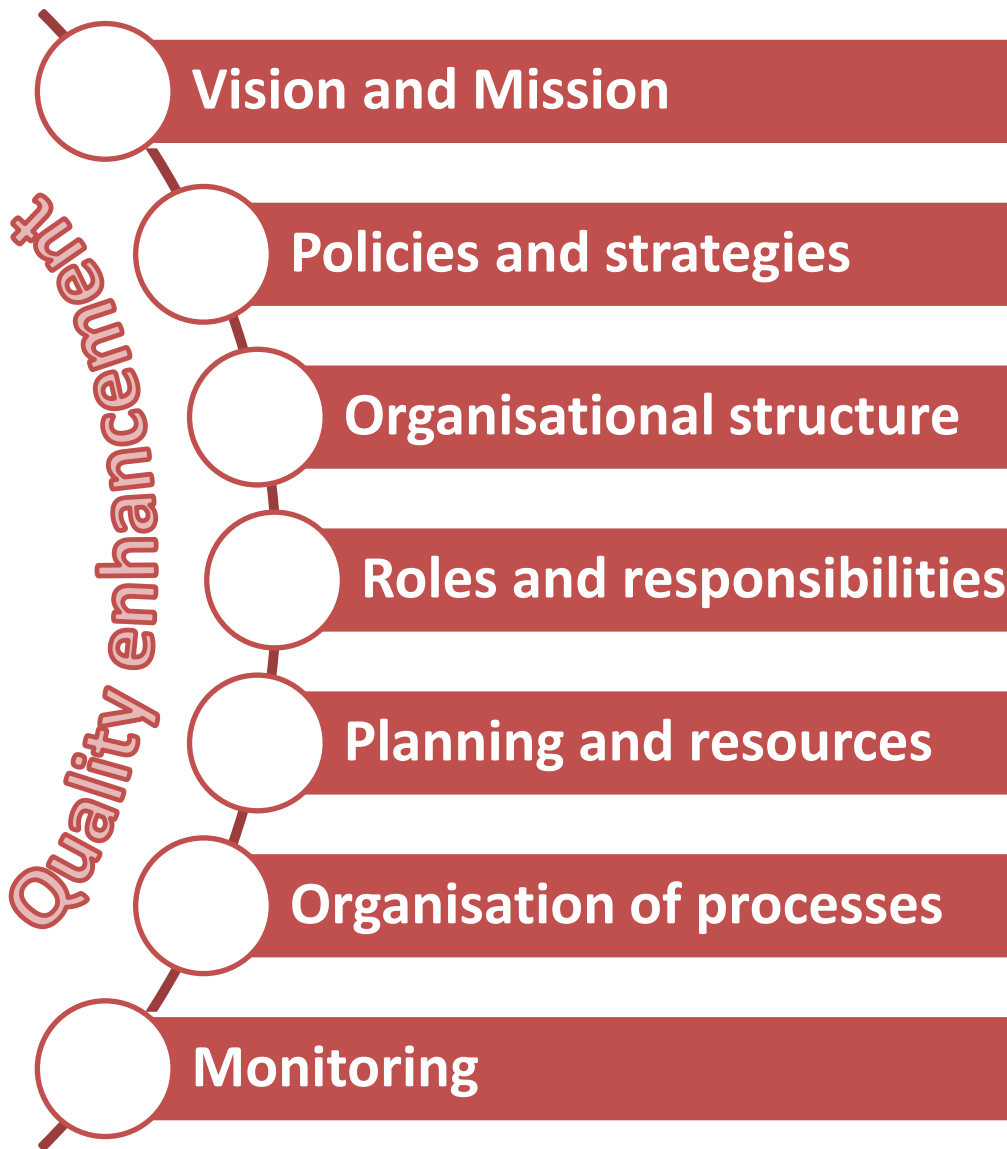 Vision and Mission
Policies and strategies
Organisational structure
Roles and responsibilities
Planning and resources
Organisation of processes
Monitoring
Quality enhancement